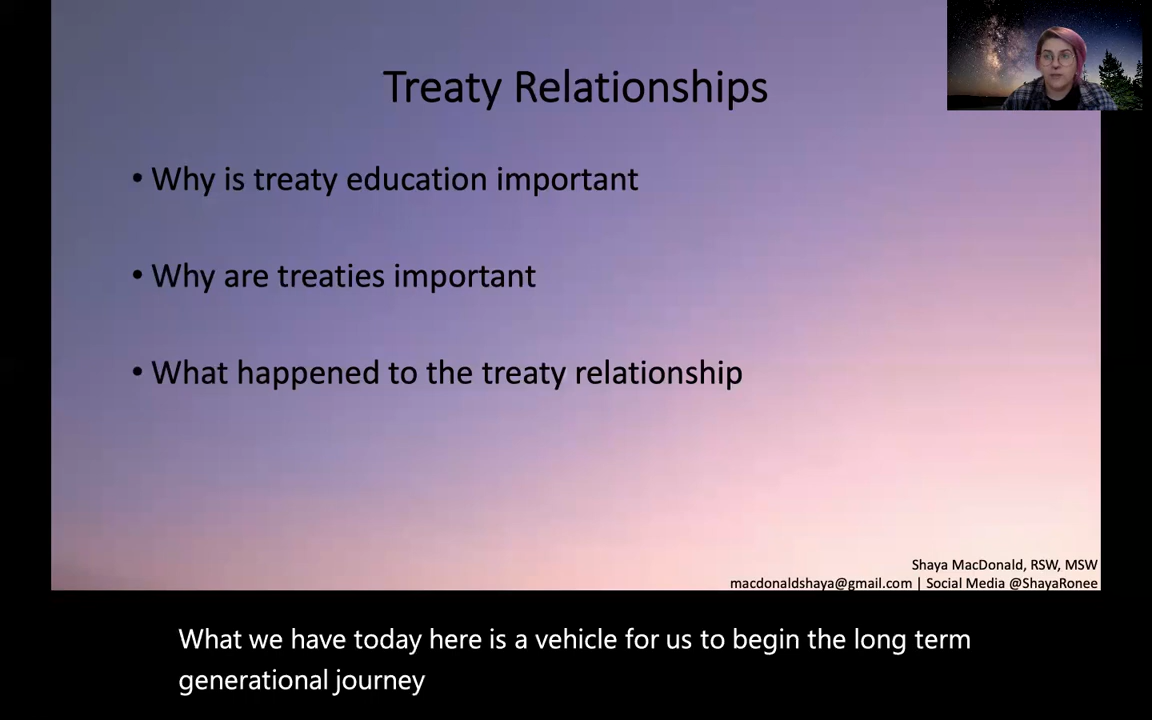 Treaty Relationships
• Why is treaty education important
• Why are treaties important
• What happened to the treaty relationship
Shaya MacDonald, RSW, MSW
macdonaldshaya@gmail.com | Social Media @ShayaRonee
What we have today here is a vehicle for us to begin the long term
generational journey